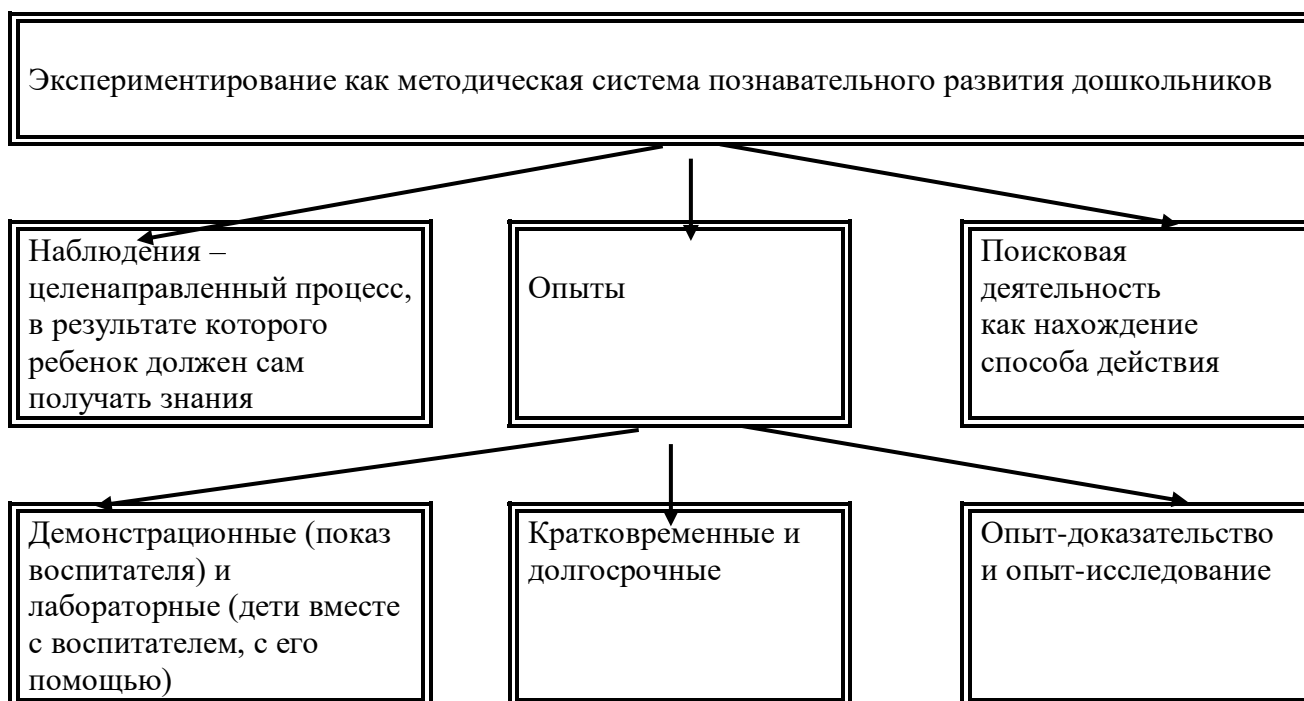 Экспериментирование как методическая система познавательного развития дошкольников
Наблюдения –
целенаправленный процесс,
в результате которого
ребенок должен сам
получать знания
Опыты
Поисковая
деятельность
как нахождение
способа действия
Демонстрационные (показ
воспитателя) и
лабораторные (дети вместе
с воспитателем, с его
помощью)
Кратковременные и
долгосрочные
Опыт-доказательство
и опыт-исследование